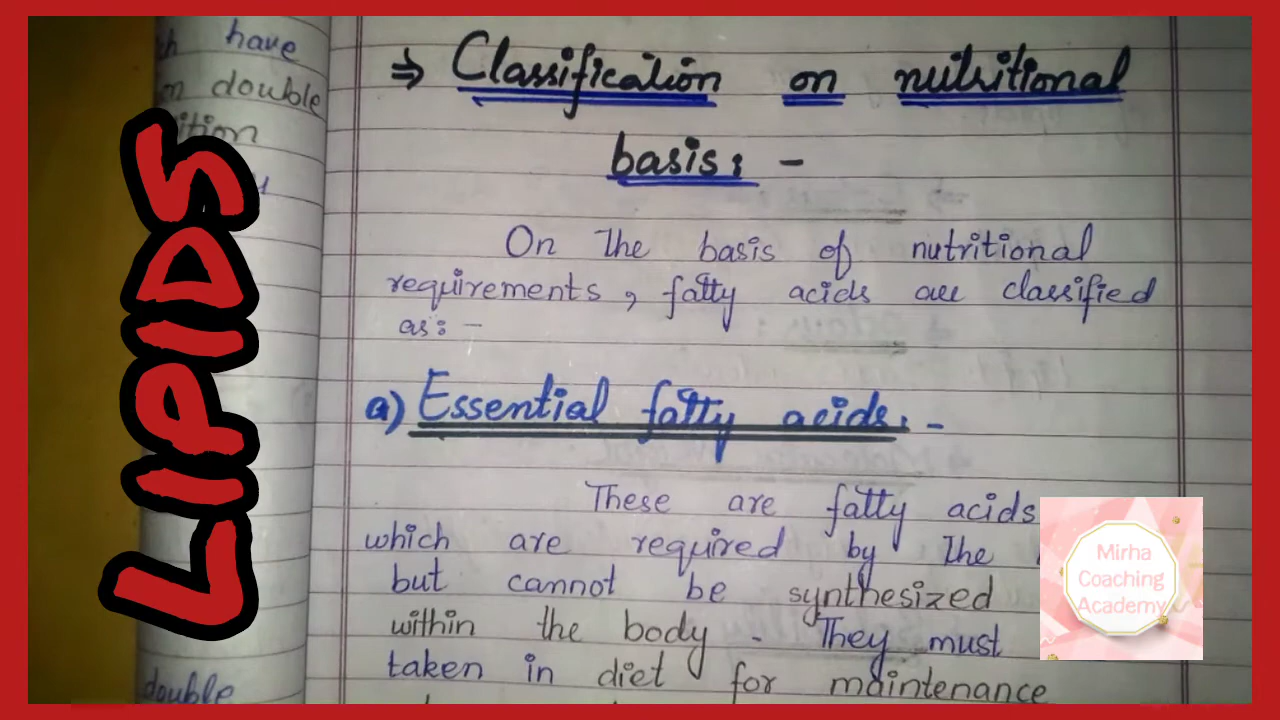 LIPIDS
have
double
ition
double
⇒ Classification on nutritional
basis: -
On the basis of nutritional
requirements, fatty acids are classified
as: -
a) Essential fatty acids: -
These are fatty acids
which are required by the
but cannot be synthesized
within the body. They must
taken in diet for maintenance
Mirha
Coaching
Academy